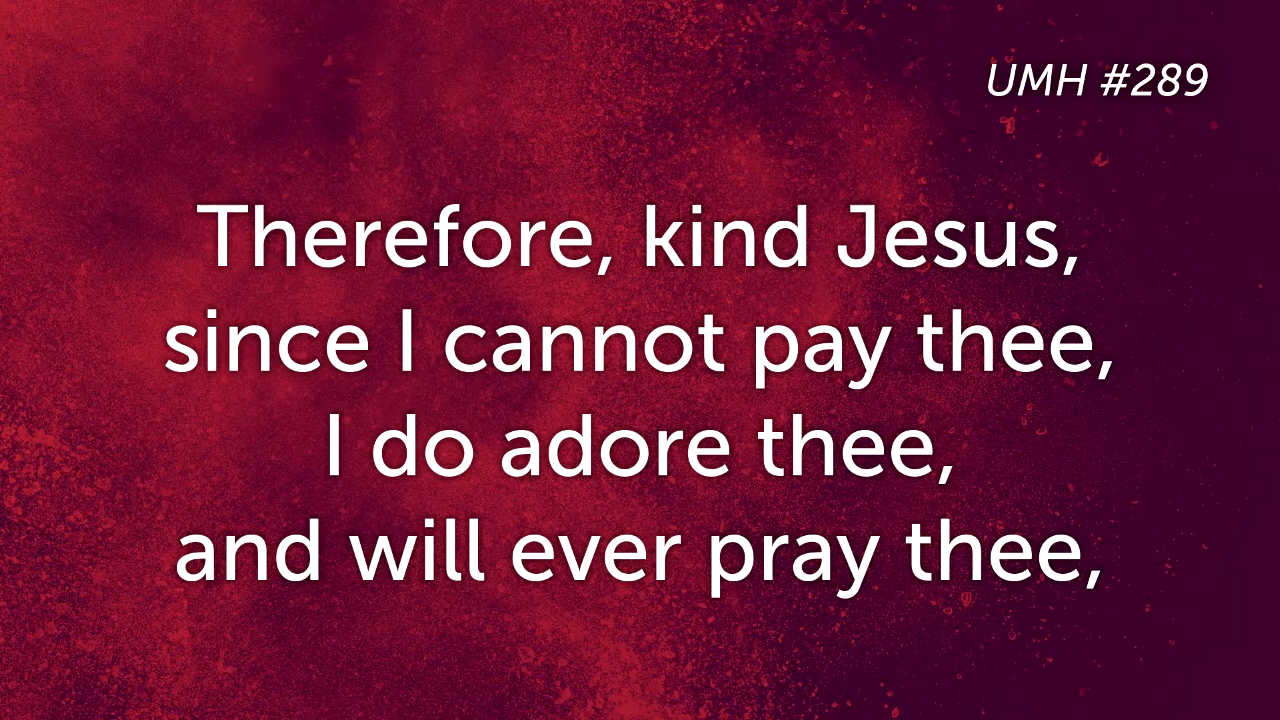 UMH #289
Therefore, kind Jesus,
since I cannot pay thee,
I do adore thee,
and will ever pray thee,